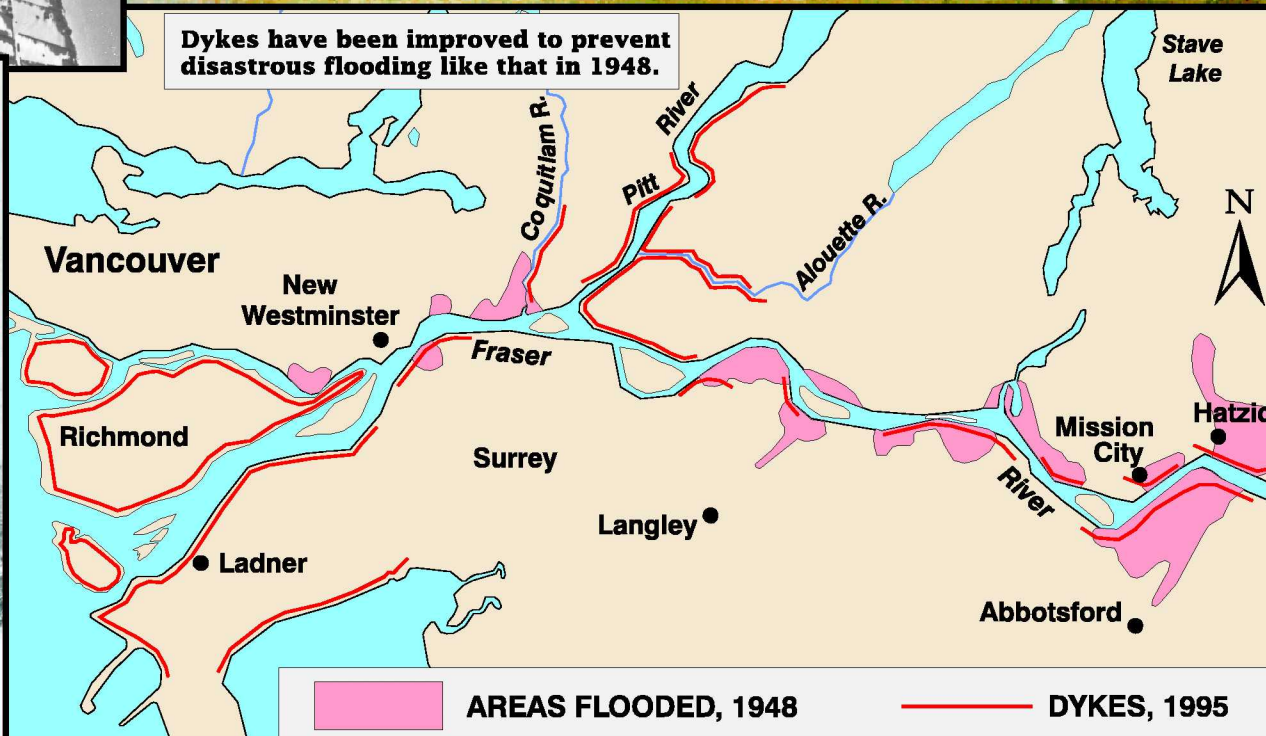 Dykes have been improved to prevent
disastrous flooding like that in 1948.
Stave
Lake
Coquitlam R.
Pitt
River
Alouette R.
N
Vancouver
New
Westminster
Fraser
Richmond
Surrey
Mission
City
Hatzic
River
Langley
Ladner
Abbotsford
AREAS FLOODED, 1948
DYKES, 1995